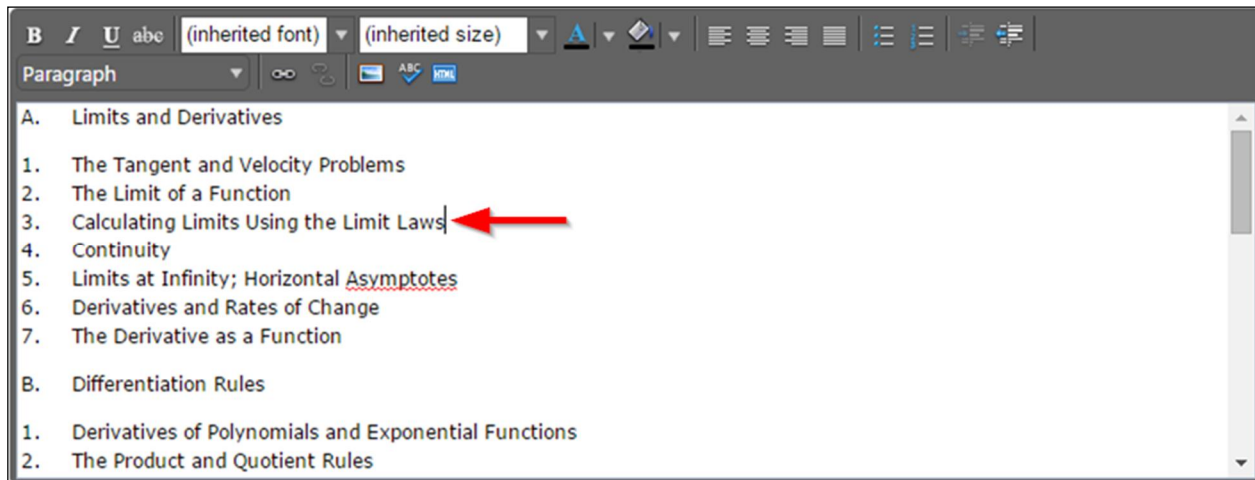 B I U abc (inherited font) (inherited size) A
Paragraph ABC HTML
A. Limits and Derivatives
1. The Tangent and Velocity Problems
2. The Limit of a Function
3. Calculating Limits Using the Limit Laws
4. Continuity
5. Limits at Infinity; Horizontal Asymptotes
6. Derivatives and Rates of Change
7. The Derivative as a Function
B. Differentiation Rules
1. Derivatives of Polynomials and Exponential Functions
2. The Product and Quotient Rules